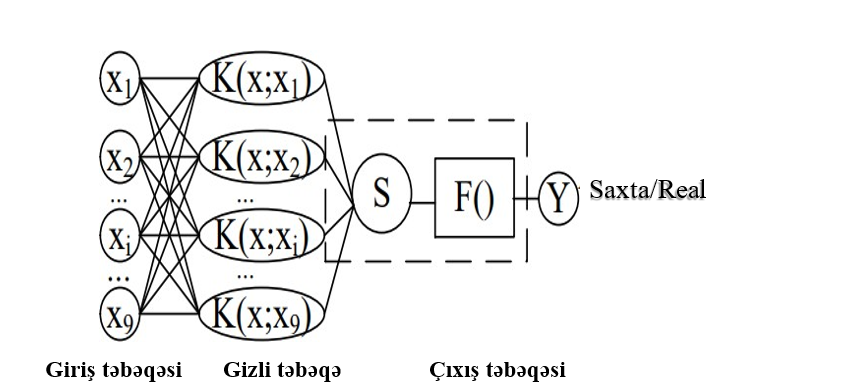 x1 K(x;x1)
x2 K(x;x2) S F() Y Saxta/Real
... ...
xi K(x;xi)
... ...
x9 K(x;x9)
Giriş təbəqəsi Gizli təbəqə Çıxış təbəqəsi